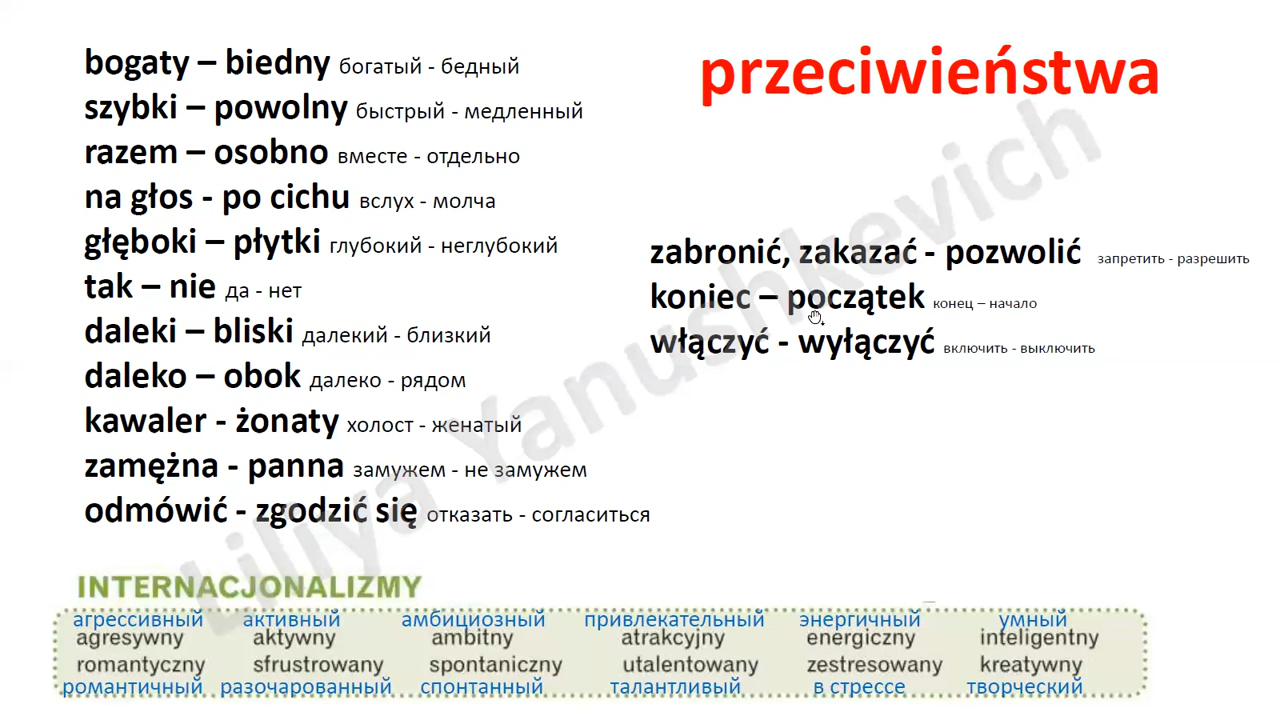 przeciwieństwa
bogaty – biedny богатый - бедный
szybki – powolny быстрый - медленный
razem – osobno вместе - отдельно
na głos - po cichu вслух - молча
głęboki – płytki глубокий - неглубокий
tak – nie да - нет
daleki – bliski далекий - близкий
daleko – obok далеко - рядом
kawaler - żonaty холост - женатый
zamężna - panna замужем - не замужем
odmówić - zgodzić się отказать - согласиться
zabronić, zakazać - pozwolić запретить - разрешить
koniec – początek конец – начало
włączyć - wyłączyć включить - выключить
Liliya Yanushkevich
INTERNACJONALIZMY
агрессивный активный амбициозный привлекательный энергичный умный
agresywny aktywny ambitny atrakcyjny energiczny inteligentny
romantyczny sfrustrowany spontaniczny utalentowany zestresowany kreatywny
романтичный разочарованный спонтанный талантливый в стрессе творческий